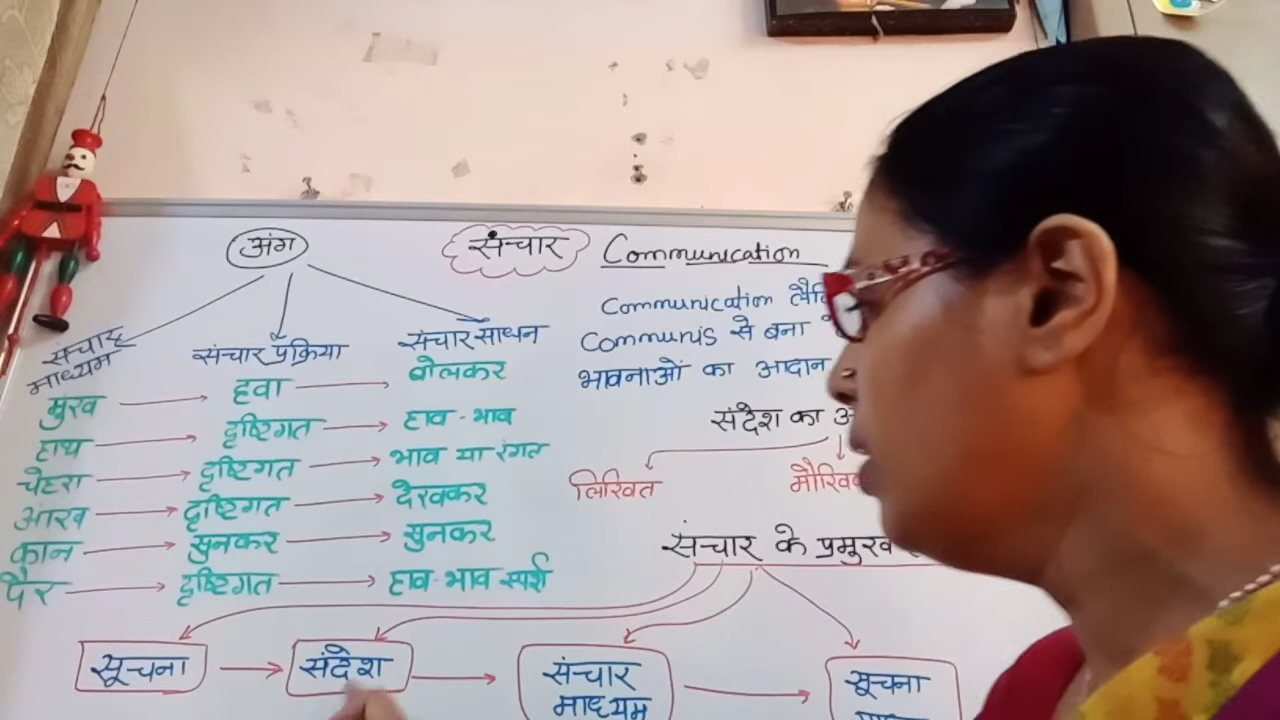 अंग
संचार माध्यम
संचार प्रक्रिया
संचार साधन
मुख हवा बोलकर
हाथ दृष्टिगत हाव-भाव
चेहरा दृष्टिगत भाव या रंगत
आंख दृष्टिगत देखकर
कान सुनकर सुनकर
पैर दृष्टिगत हाव-भाव स्पर्श
संचार Communication
Communication
Communis से बना
भावनाओं का आदान
संदेश का
लिखित
संचार के प्रमुख
सूचना संदेश संचार सूचना
माध्यम